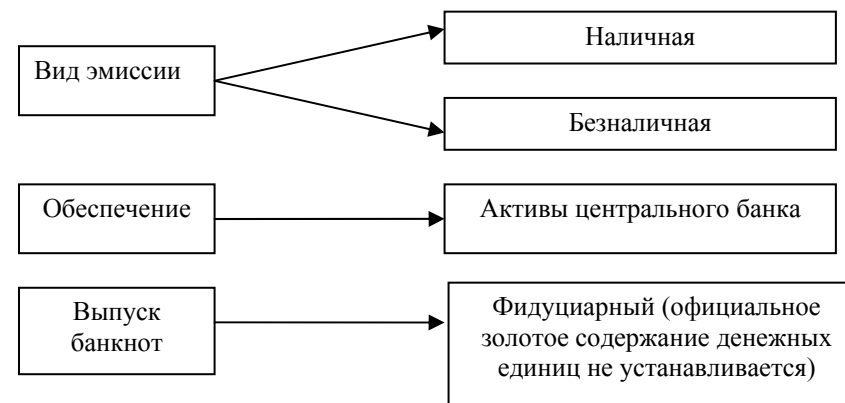 Вид эмиссии
Наличная
Безналичная
Обеспечение
Активы центрального банка
Выпуск
банкнот
Фидуциарный (официальное
золотое содержание денежных
единиц не устанавливается)